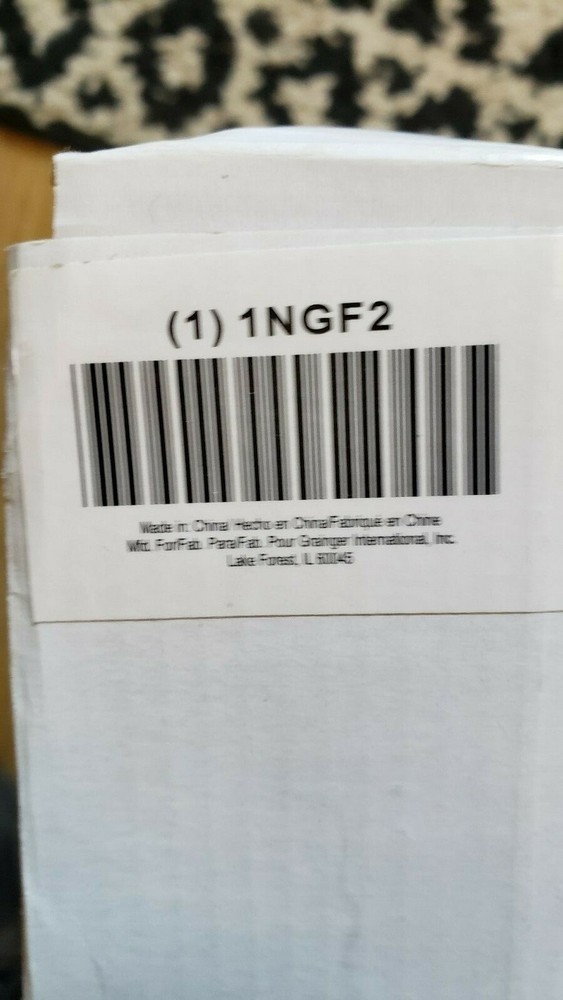 (1) 1NGF2
Made in: China/Hecho en China/Fabriqué en Chine
Mfd. For/Fab. Para/Fab. Pour Grainger International, Inc.
Lake Forest, IL 60045